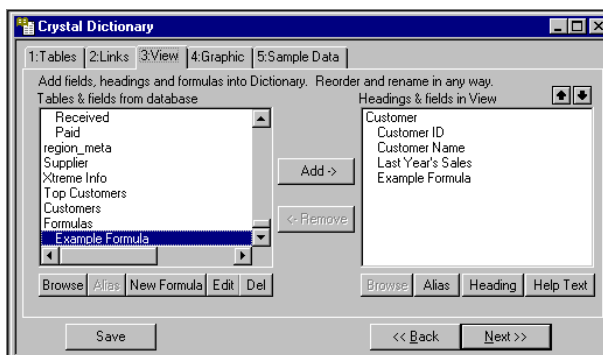 Crystal Dictionary
1:Tables 2:Links 3:View 4:Graphic 5:Sample Data
Add fields, headings and formulas into Dictionary. Reorder and rename in any way.
Tables & fields from database
Headings & fields in View
Received
Paid
region_meta
Supplier
Xtreme Info
Top Customers
Customers
Formulas
Example Formula
Add ->
<- Remove
Customer
Customer ID
Customer Name
Last Year's Sales
Example Formula
Browse Alias New Formula Edit Del
Browse Alias Heading Help Text
Save
<< Back Next >>